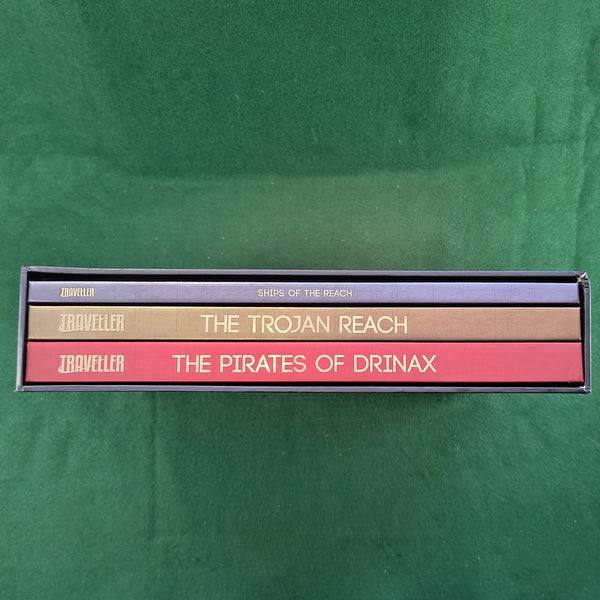 TRAVELLER SHIPS OF THE REACH
TRAVELLER THE TROJAN REACH
TRAVELLER THE PIRATES OF DRINAX